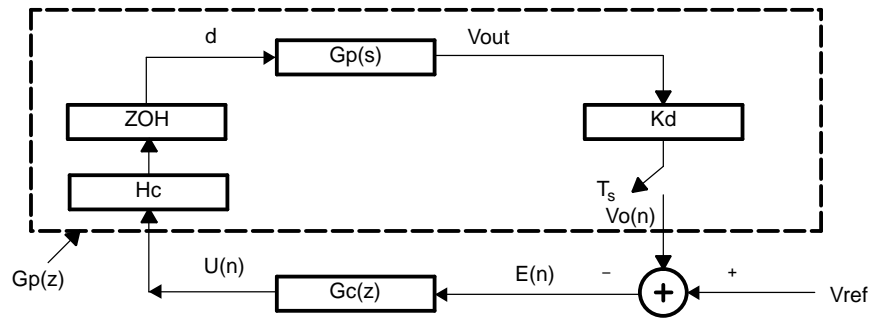 d
Gp(s)
Vout
ZOH
Kd
Hc
Ts
Vo(n)
Gp(z)
U(n)
Gc(z)
E(n)
–
+
+
Vref